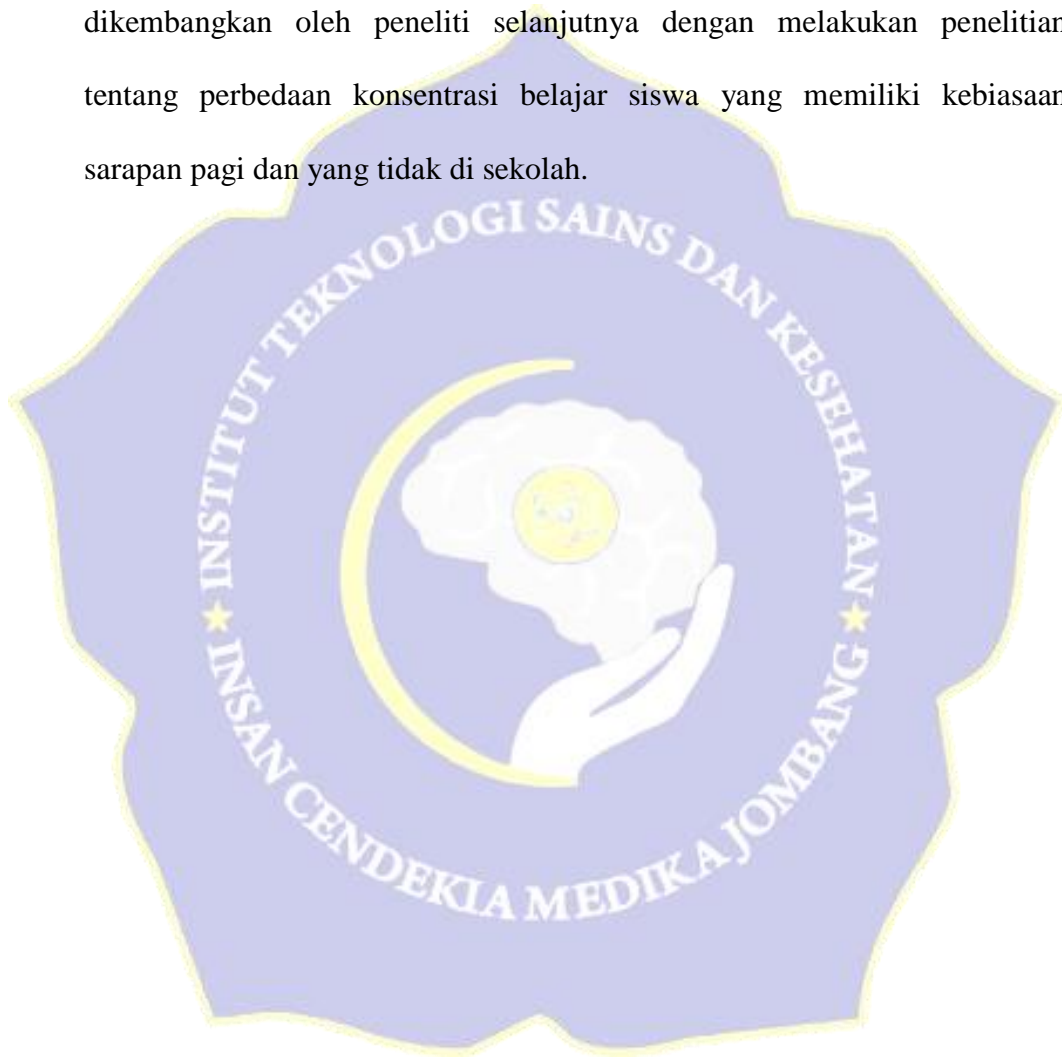 dikembangkan oleh peneliti selanjutnya dengan melakukan penelitian
tentang perbedaan konsentrasi belajar siswa yang memiliki kebiasaan
sarapan pagi dan yang tidak di sekolah.
INSTITUT TEKNOLOGI SAINS DAN KESEHATAN
INSAN CENDEKIA MEDIKA JOMBANG